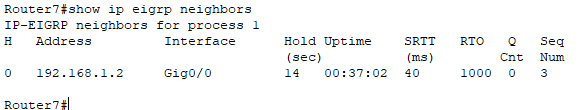 Router7#show ip eigrp neighbors
IP-EIGRP neighbors for process 1
H   Address         Interface      Hold Uptime    SRTT   RTO   Q   Seq
                                   (sec)          (ms)        Cnt  Num
0   192.168.1.2     Gig0/0         14   00:37:02  40     1000  0   3
Router7#